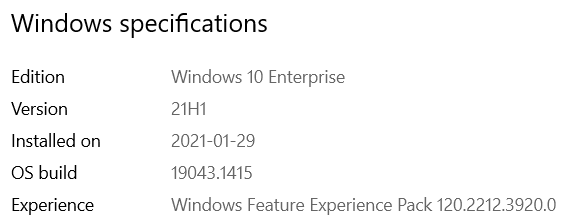 Windows specifications
Edition Windows 10 Enterprise
Version 21H1
Installed on 2021-01-29
OS build 19043.1415
Experience Windows Feature Experience Pack 120.2212.3920.0